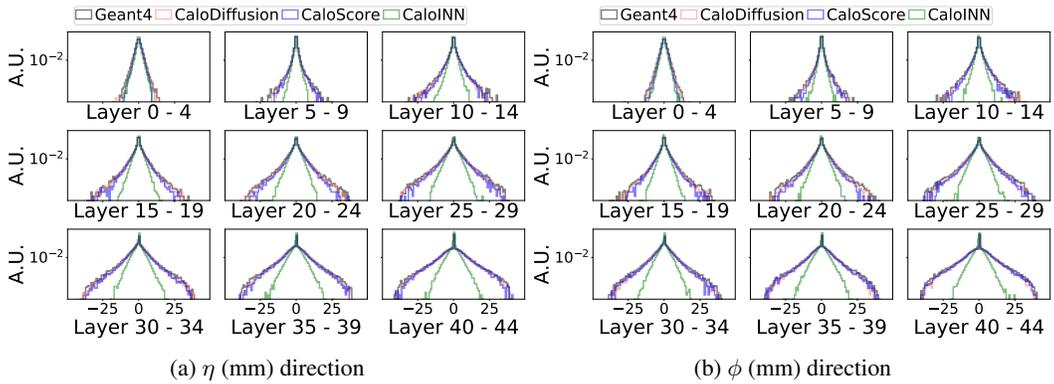 Geant4 CaloDiffusion CaloScore CaloINN
A.U. 10⁻²
Layer 0 - 4 Layer 5 - 9 Layer 10 - 14
A.U. 10⁻²
Layer 15 - 19 Layer 20 - 24 Layer 25 - 29
A.U. 10⁻²
−25 0 25 −25 0 25 −25 0 25
Layer 30 - 34 Layer 35 - 39 Layer 40 - 44
(a) η (mm) direction
Geant4 CaloDiffusion CaloScore CaloINN
A.U. 10⁻²
Layer 0 - 4 Layer 5 - 9 Layer 10 - 14
A.U. 10⁻²
Layer 15 - 19 Layer 20 - 24 Layer 25 - 29
A.U. 10⁻²
−25 0 25 −25 0 25 −25 0 25
Layer 30 - 34 Layer 35 - 39 Layer 40 - 44
(b) ϕ (mm) direction